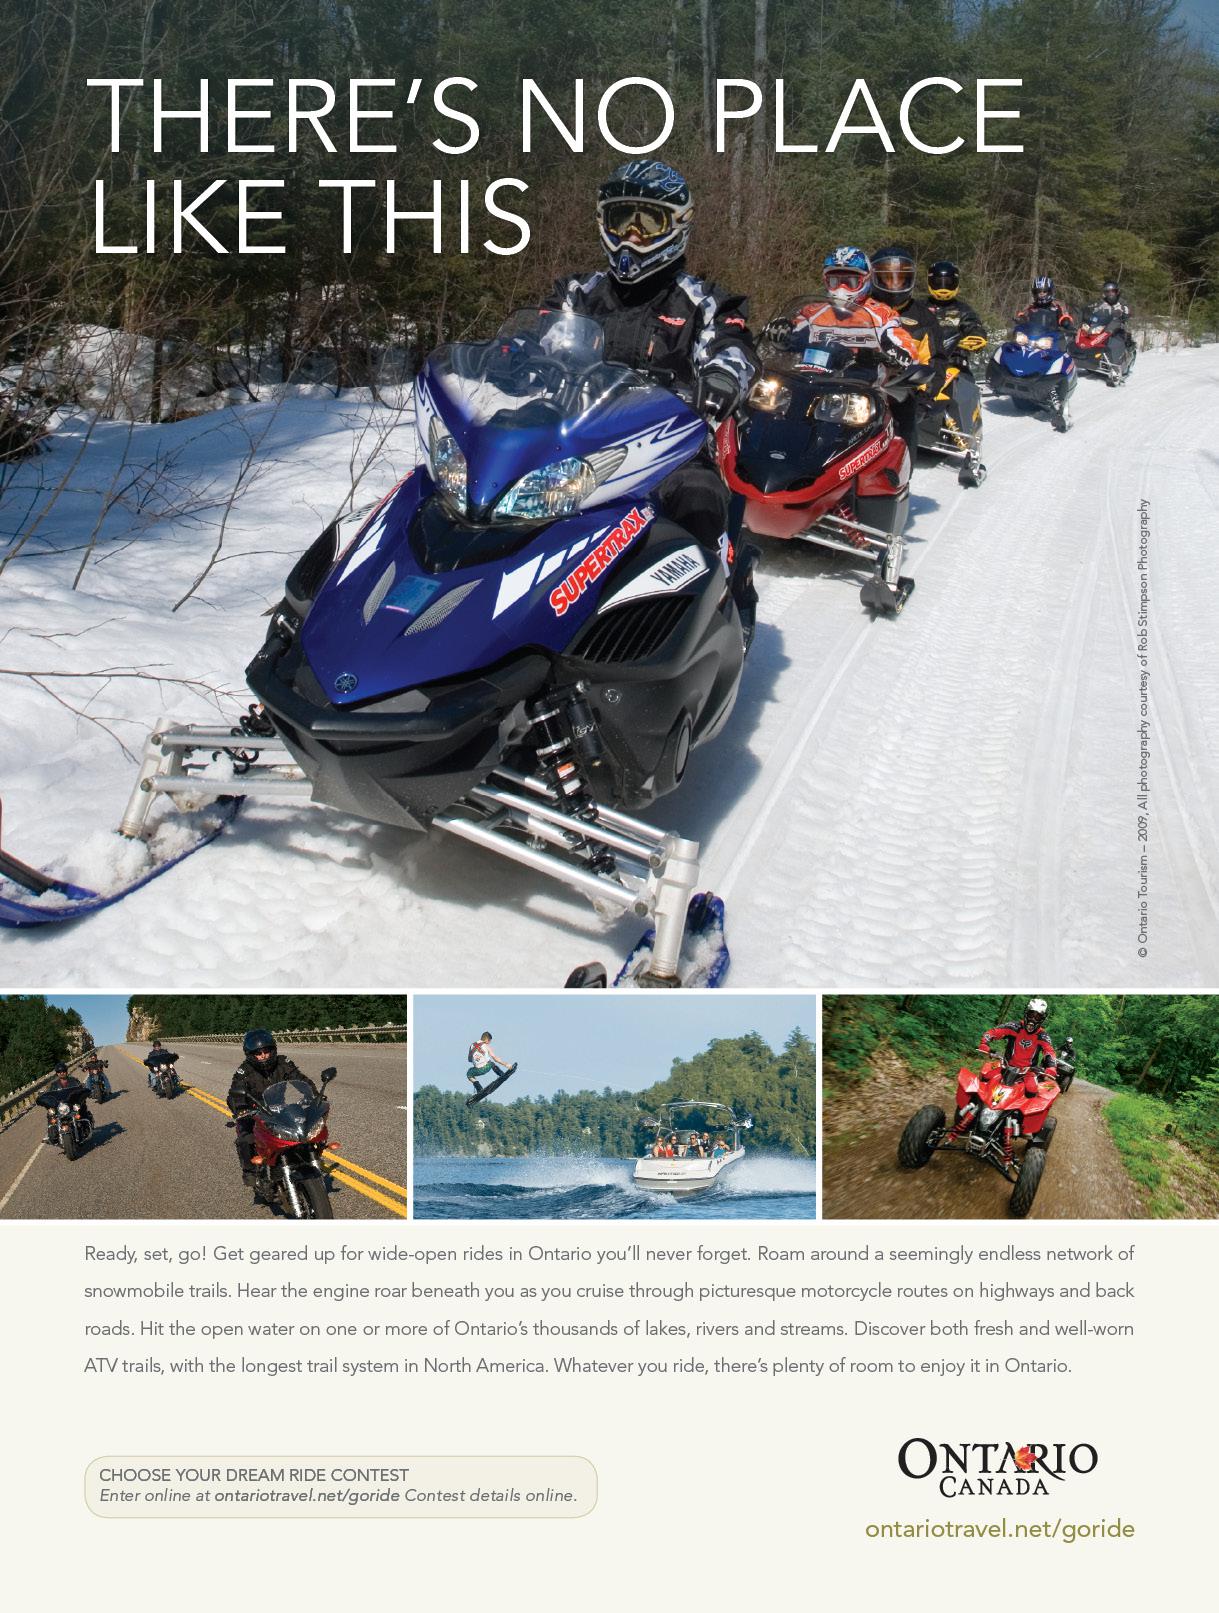 THERE'S NO PLACE
LIKE THIS
SUPERTRAX
YAMAHA
SUPERTRAX
© Ontario Tourism – 2009, All photography courtesy of Rob Stimpson Photography
Ready, set, go! Get geared up for wide-open rides in Ontario you'll never forget. Roam around a seemingly endless network of
snowmobile trails. Hear the engine roar beneath you as you cruise through picturesque motorcycle routes on highways and back
roads. Hit the open water on one or more of Ontario's thousands of lakes, rivers and streams. Discover both fresh and well-worn
ATV trails, with the longest trail system in North America. Whatever you ride, there's plenty of room to enjoy it in Ontario.
CHOOSE YOUR DREAM RIDE CONTEST
Enter online at ontariotravel.net/goride Contest details online.
ONTARIO
CANADA
ontariotravel.net/goride